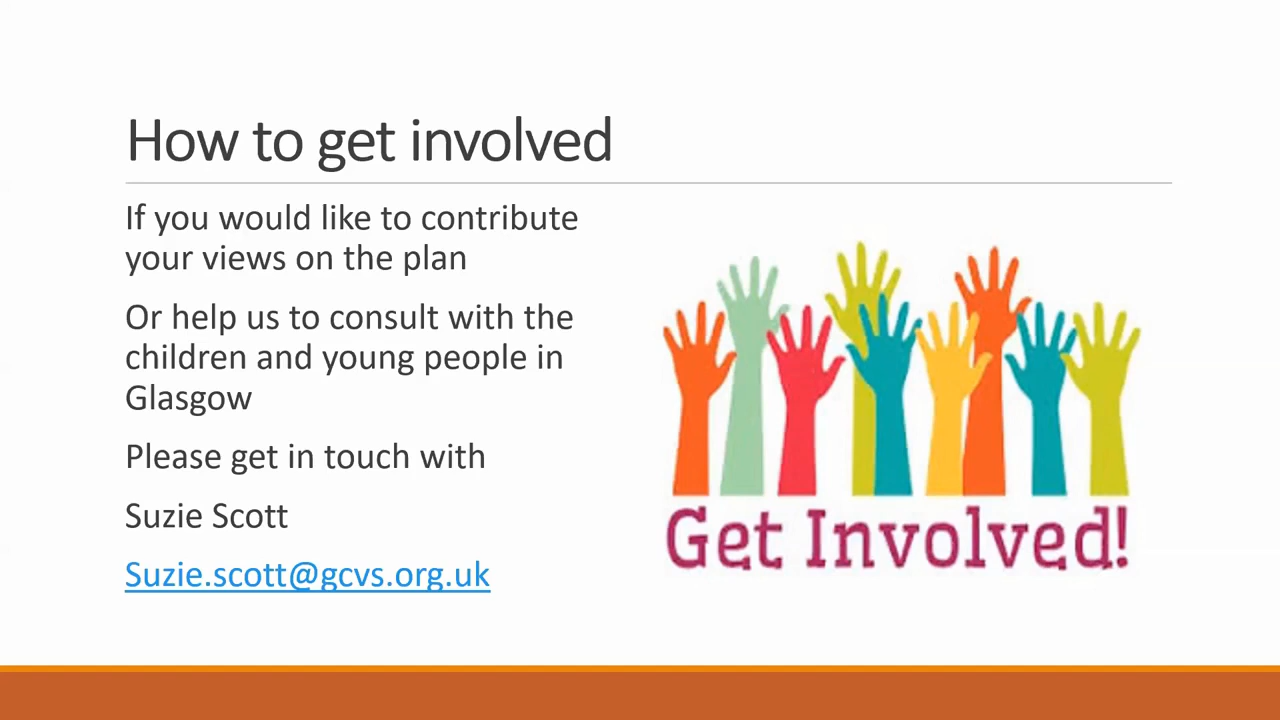 How to get involved
If you would like to contribute
your views on the plan
Or help us to consult with the
children and young people in
Glasgow
Please get in touch with
Suzie Scott
Suzie.scott@gcvs.org.uk
Get Involved!